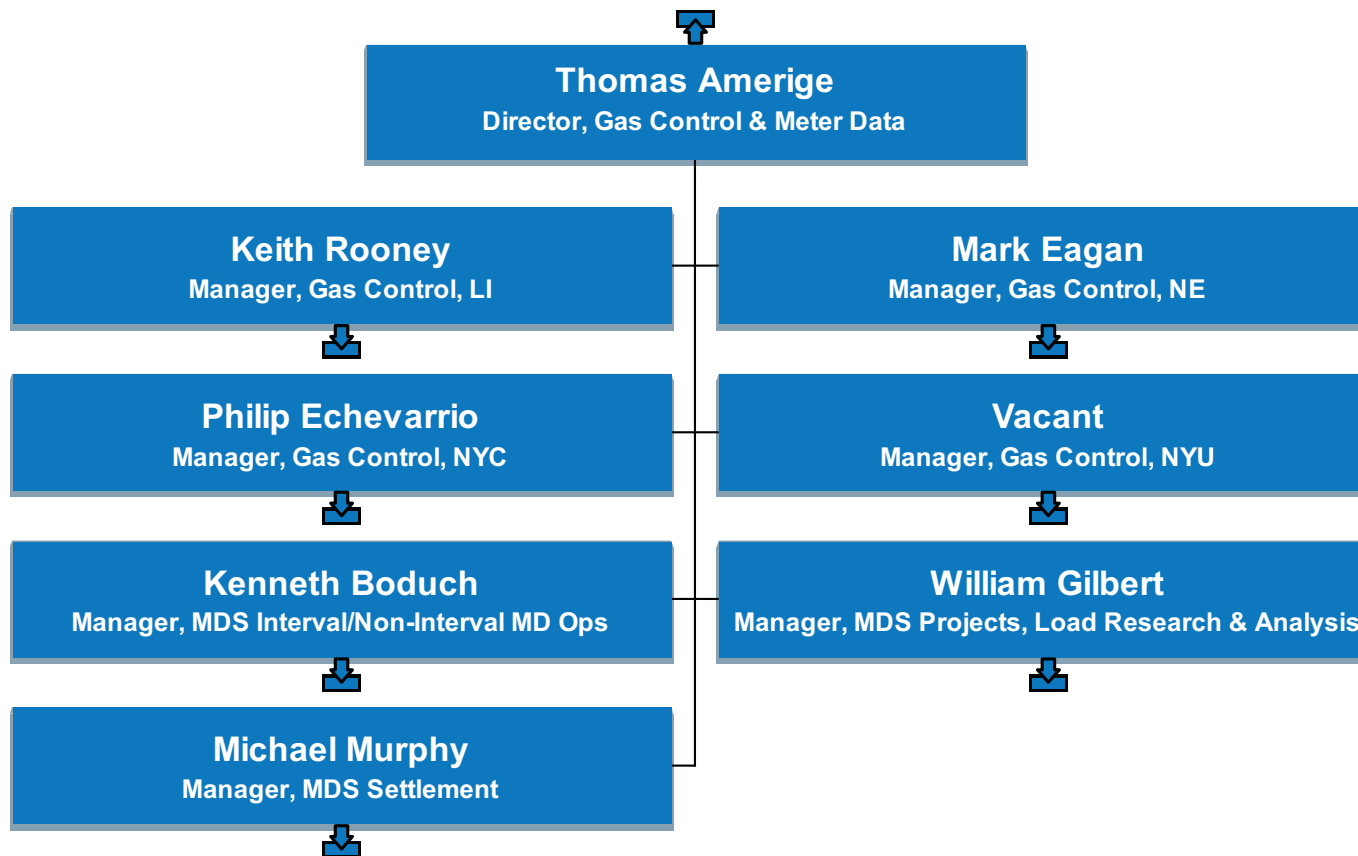 Thomas Amerige
Director, Gas Control & Meter Data
Keith Rooney
Manager, Gas Control, LI
Mark Eagan
Manager, Gas Control, NE
Philip Echevarrio
Manager, Gas Control, NYC
Vacant
Manager, Gas Control, NYU
Kenneth Boduch
Manager, MDS Interval/Non-Interval MD Ops
William Gilbert
Manager, MDS Projects, Load Research & Analysis
Michael Murphy
Manager, MDS Settlement